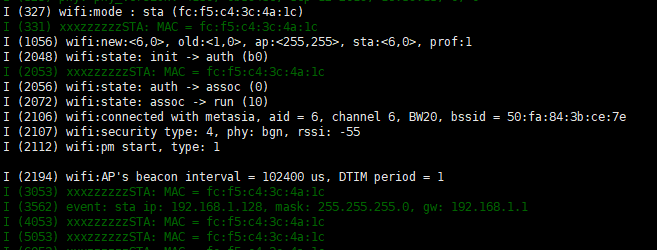 I (327) wifi:mode : sta (fc:f5:c4:3c:4a:1c)
I (331) xxxzzzzzzSTA: MAC = fc:f5:c4:3c:4a:1c
I (1056) wifi:new:<6,0>, old:<1,0>, ap:<255,255>, sta:<6,0>, prof:1
I (2048) wifi:state: init -> auth (b0)
I (2053) xxxzzzzzzSTA: MAC = fc:f5:c4:3c:4a:1c
I (2056) wifi:state: auth -> assoc (0)
I (2072) wifi:state: assoc -> run (10)
I (2106) wifi:connected with metasia, aid = 6, channel 6, BW20, bssid = 50:fa:84:3b:ce:7e
I (2107) wifi:security type: 4, phy: bgn, rssi: -55
I (2112) wifi:pm start, type: 1
I (2194) wifi:AP's beacon interval = 102400 us, DTIM period = 1
I (3053) xxxzzzzzzSTA: MAC = fc:f5:c4:3c:4a:1c
I (3562) event: sta ip: 192.168.1.128, mask: 255.255.255.0, gw: 192.168.1.1
I (4053) xxxzzzzzzSTA: MAC = fc:f5:c4:3c:4a:1c
I (5053) xxxzzzzzzSTA: MAC = fc:f5:c4:3c:4a:1c